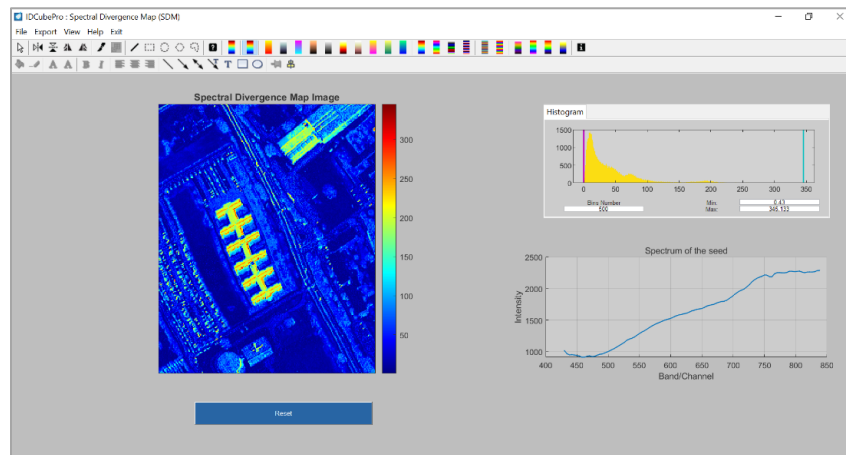 IDCubePro : Spectral Divergence Map (SDM)
File Export View Help Exit
Spectral Divergence Map Image
300
250
200
150
100
50
Reset
Histogram
1500
1000
500
0
0 50 100 150 200 250 300 350
Bins Number
600
Min: 0.43
Max: 345.133
Spectrum of the seed
Intensity
2500
2000
1500
1000
400 450 500 550 600 650 700 750 800 850
Band/Channel